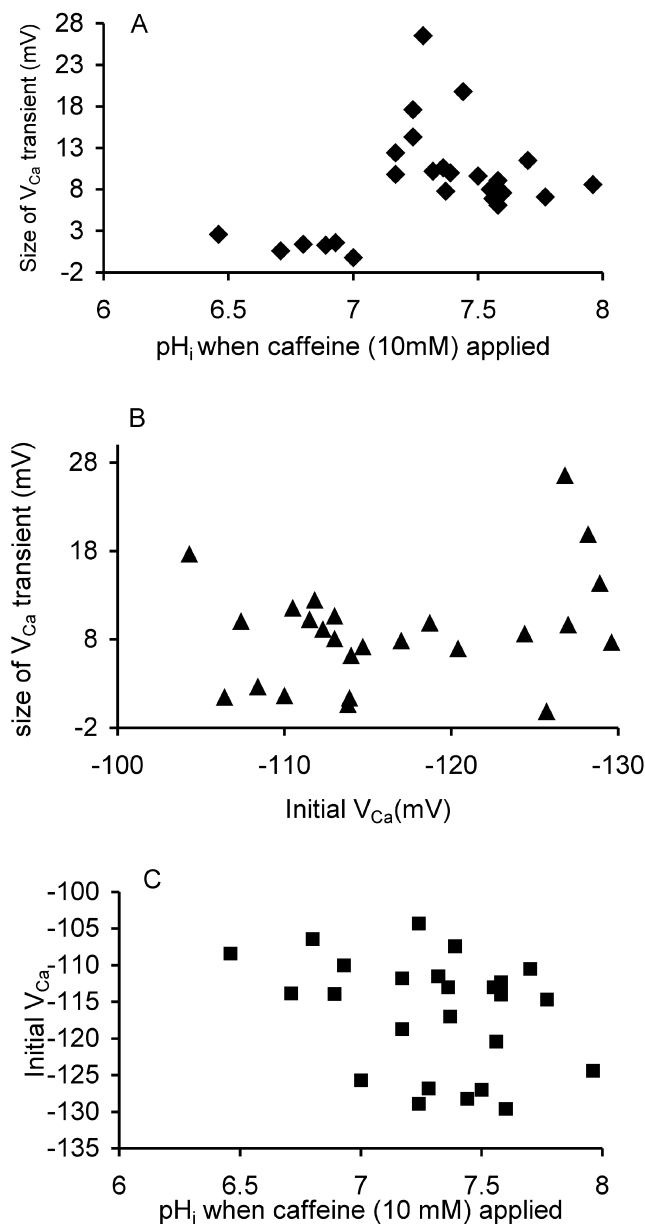 A
Size of VCa transient (mV)
28
23
18
13
8
3
-2
6 6.5 7 7.5 8
pHi when caffeine (10mM) applied
B
size of VCa transient (mV)
28
18
8
-2
-100 -110 -120 -130
Initial VCa(mV)
C
Initial VCa,
-100
-105
-110
-115
-120
-125
-130
-135
6 6.5 7 7.5 8
pHi when caffeine (10 mM) applied